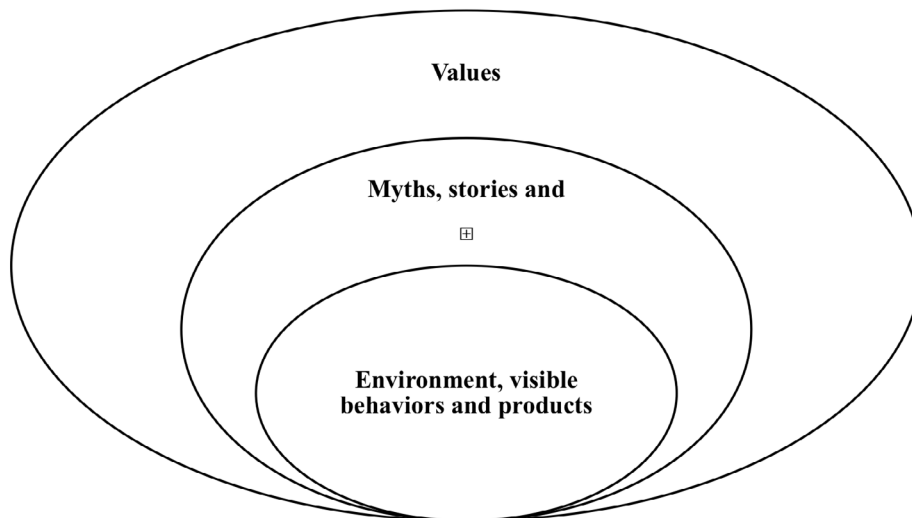 Values
Myths, stories and
Environment, visible
behaviors and products